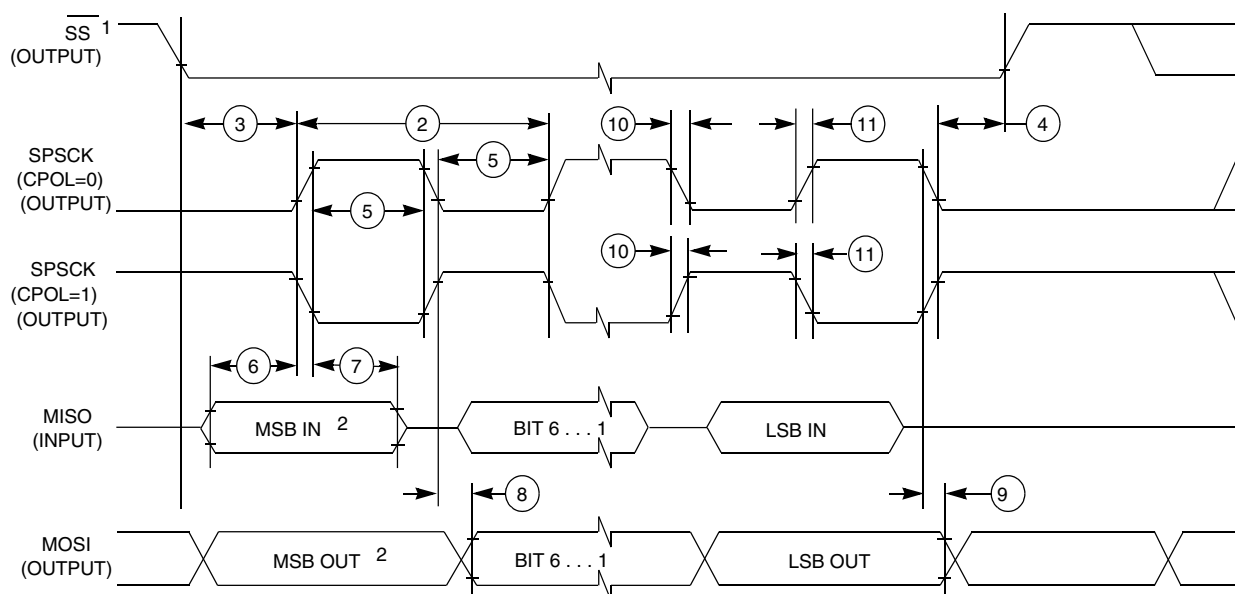 SS 1
(OUTPUT)
3
2
10
11
4
SPSCK
(CPOL=0)
(OUTPUT)
5
5
SPSCK
(CPOL=1)
(OUTPUT)
10
11
6
7
MISO
(INPUT)
MSB IN 2
BIT 6 . . . 1
LSB IN
8
9
MOSI
(OUTPUT)
MSB OUT 2
BIT 6 . . . 1
LSB OUT